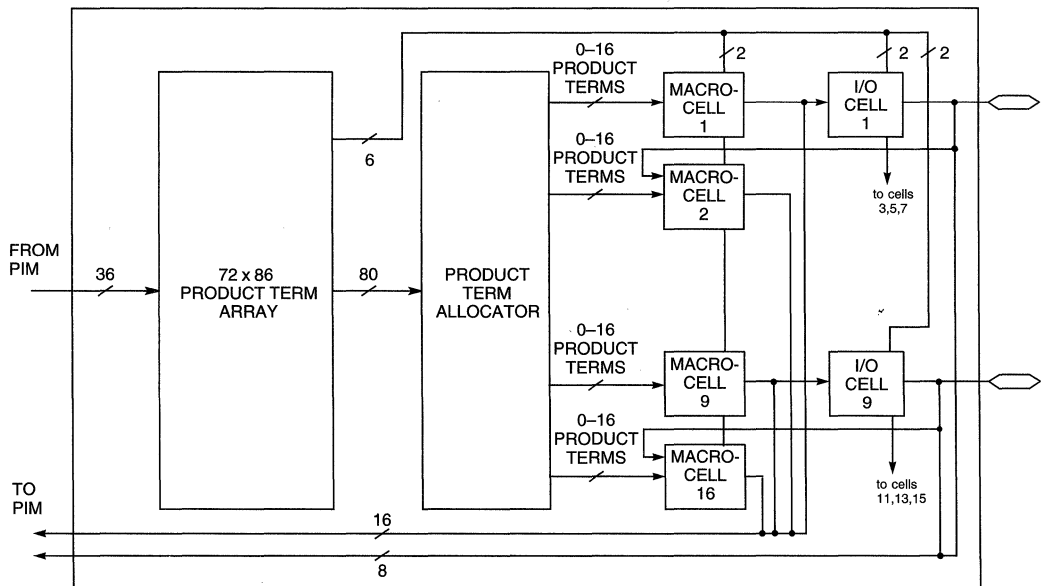 0–16
PRODUCT
TERMS
2
2
2
MACRO-
CELL
1
I/O
CELL
1
6
0–16
PRODUCT
TERMS
MACRO-
CELL
2
to cells
3,5,7
FROM
PIM
36
72 x 86
PRODUCT TERM
ARRAY
80
PRODUCT
TERM
ALLOCATOR
0–16
PRODUCT
TERMS
MACRO-
CELL
9
I/O
CELL
9
0–16
PRODUCT
TERMS
MACRO-
CELL
16
to cells
11,13,15
TO
PIM
16
8